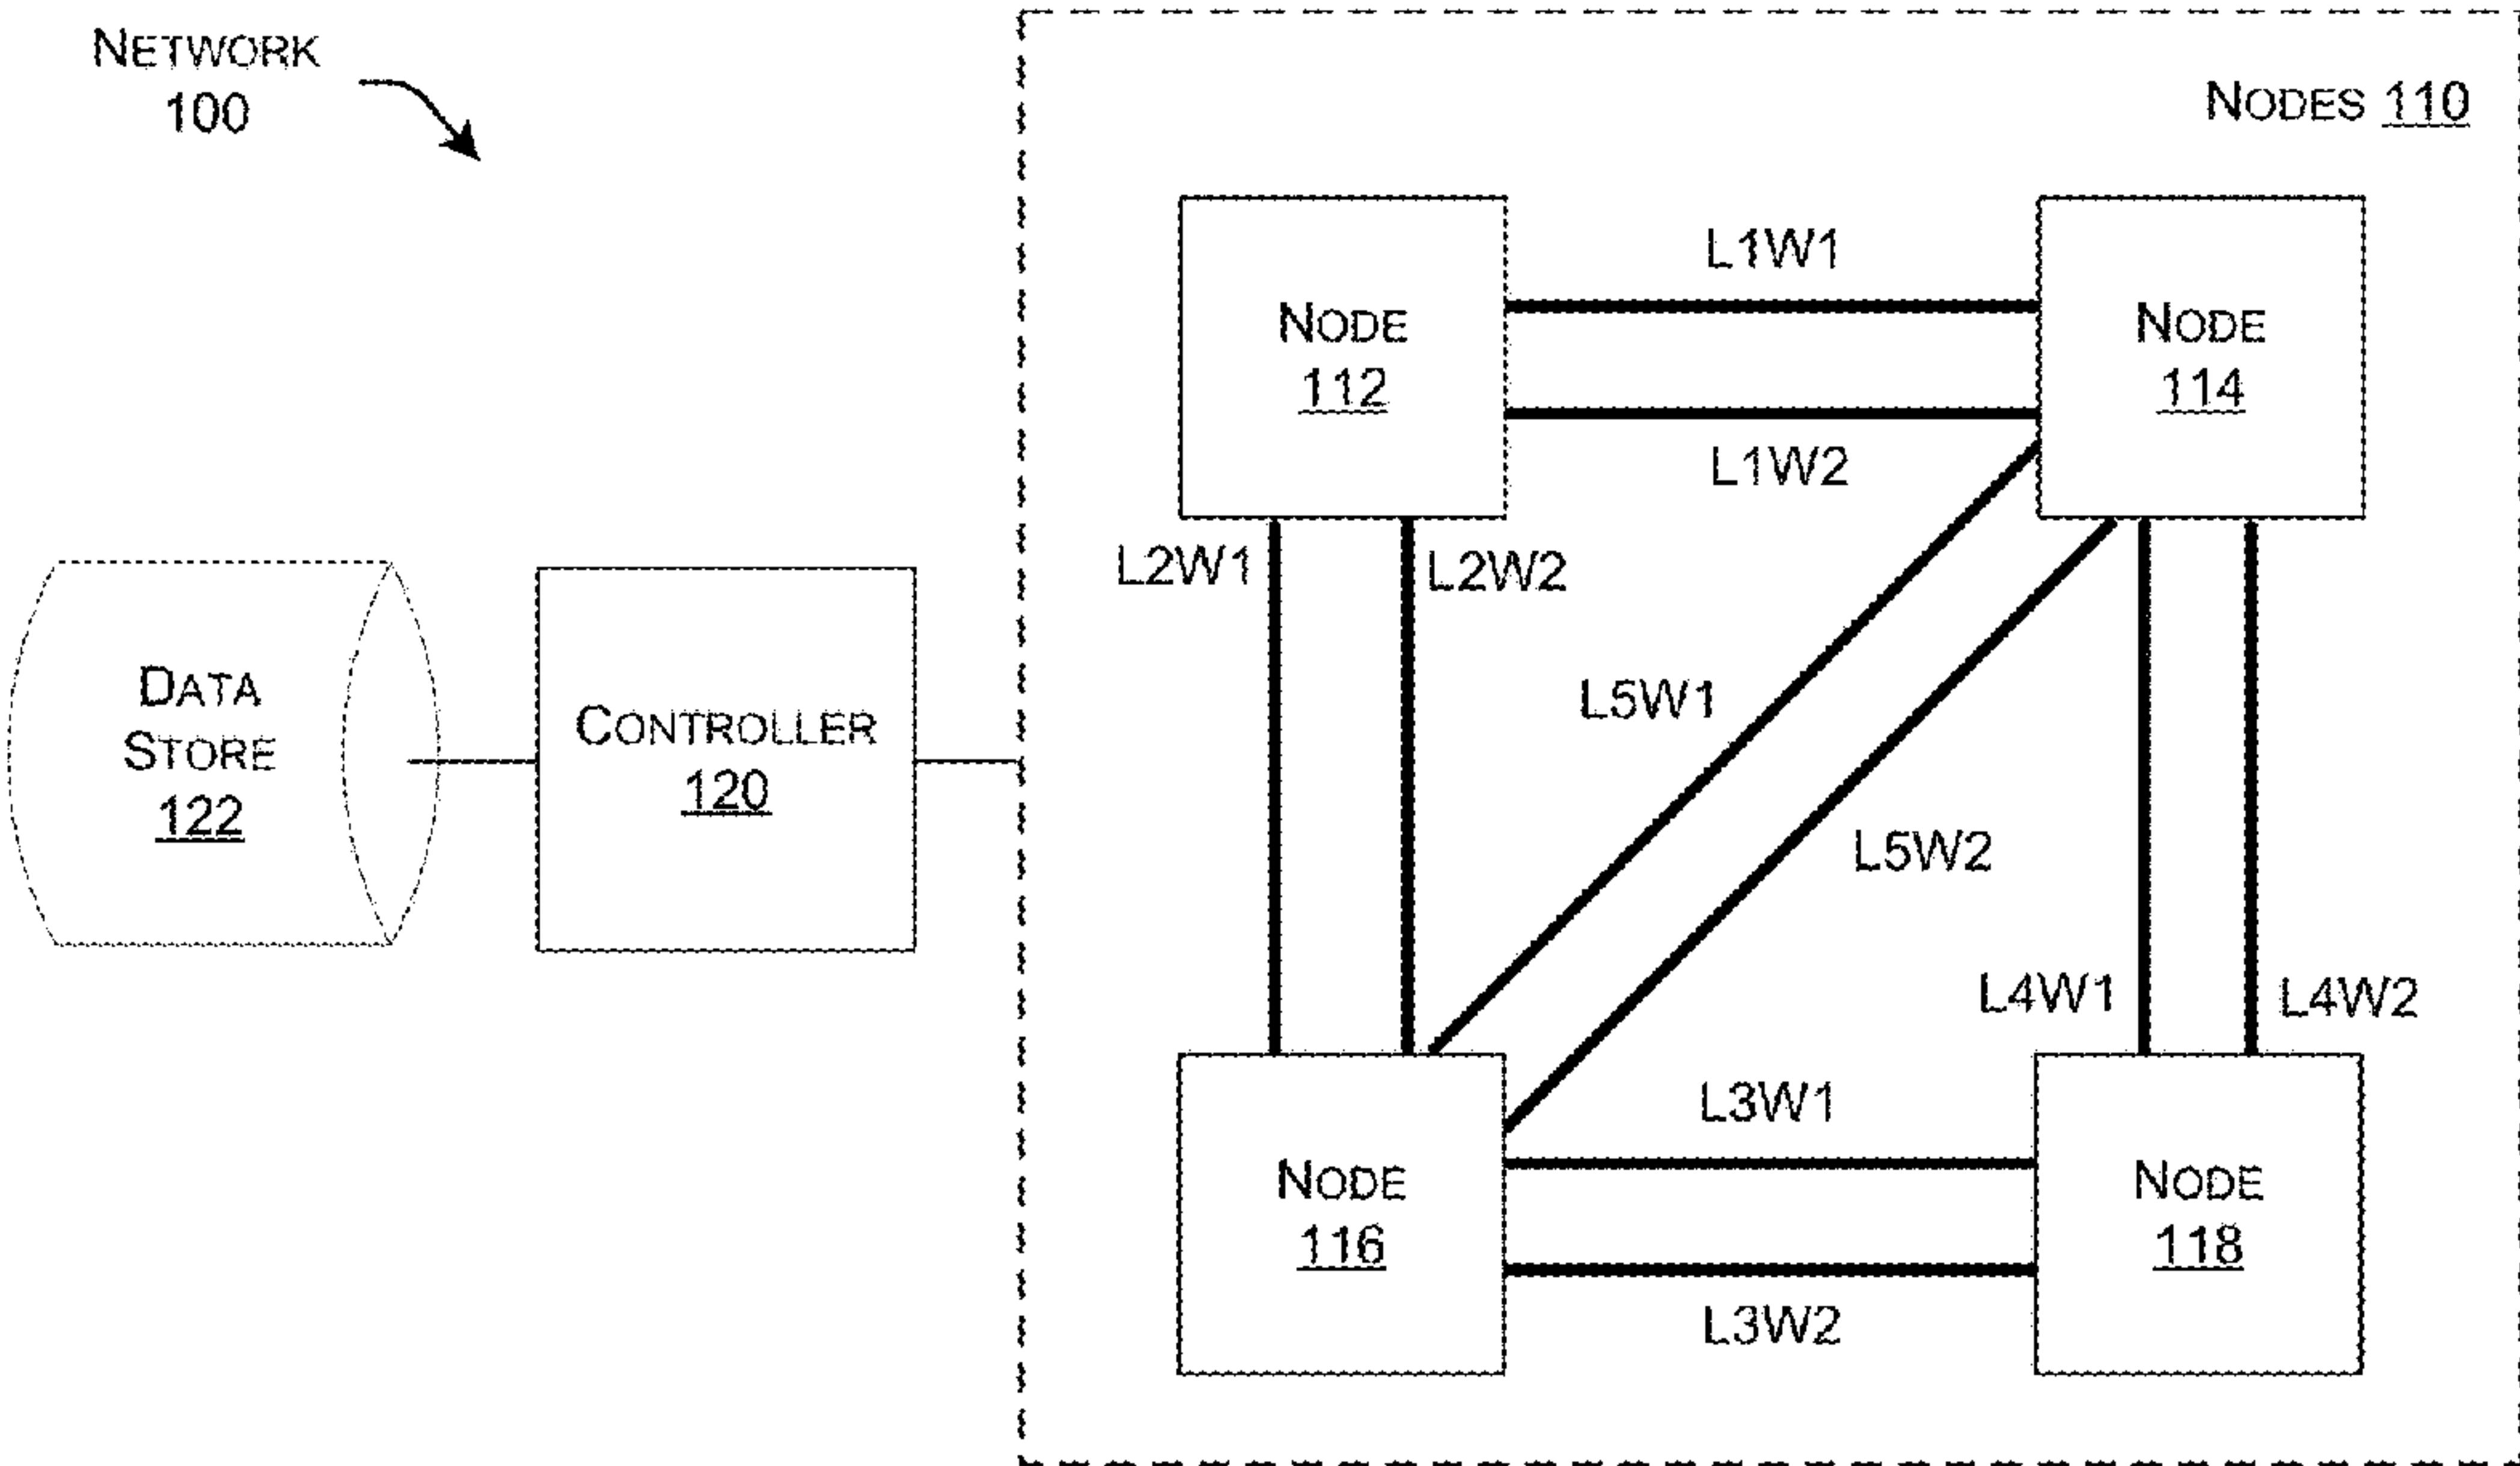 NETWORK
100
NODES 110
L1W1
NODE
112
NODE
114
L1W2
L2W1
L2W2
DATA
STORE
122
CONTROLLER
120
L5W1
L5W2
L4W1
L4W2
L3W1
NODE
116
NODE
118
L3W2